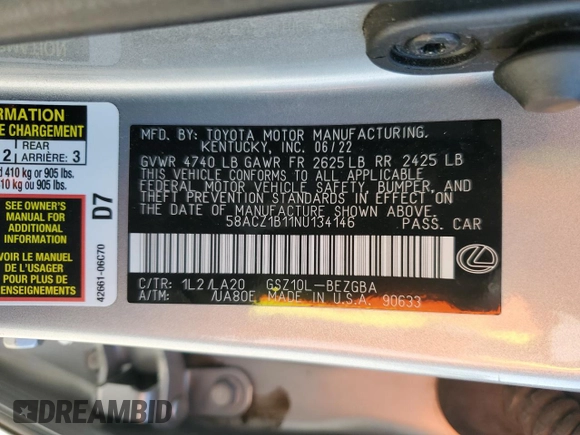 MFD. BY: TOYOTA MOTOR MANUFACTURING.
KENTUCKY, INC. 06/22
GVWR 4740 LB GAWR FR 2625 LB RR 2425 LB
THIS VEHICLE CONFORMS TO ALL APPLICABLE
FEDERAL MOTOR VEHICLE SAFETY, BUMPER, AND
THEFT PREVENTION STANDARDS IN EFFECT ON
THE DATE OF MANUFACTURE SHOWN ABOVE.
58ACZ1B11NU134146 PASS. CAR
C/TR: 1L2/LA20 GSZ10L-BEZGBA
A/TM: /UA80E MADE IN U.S.A. 90633
ORMATION
E CHARGEMENT
REAR
ARRIÈRE: 3
2
410 kg or 905 lbs.
10 kg ou 905 lbs.
SEE OWNER'S
MANUAL FOR
ADDITIONAL
INFORMATION
VOIR LE MANUEL
DE L'USAGER
POUR PLUS DE
RENSEIGNEMENTS
D7
42661-06C70
DREAMBID